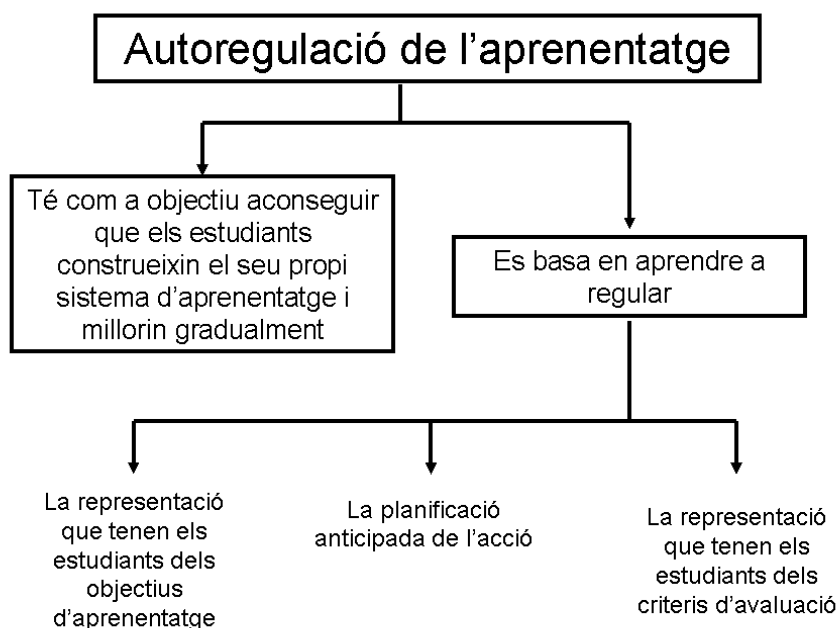 Autoregulació de l'aprenentatge
Té com a objectiu aconseguir
que els estudiants
construeixin el seu propi
sistema d'aprenentatge i
millorin gradualment
Es basa en aprendre a
regular
La representació
que tenen els
estudiants dels
objectius
d'aprenentatge
La planificació
anticipada de l'acció
La representació
que tenen els
estudiants dels
criteris d'avaluació